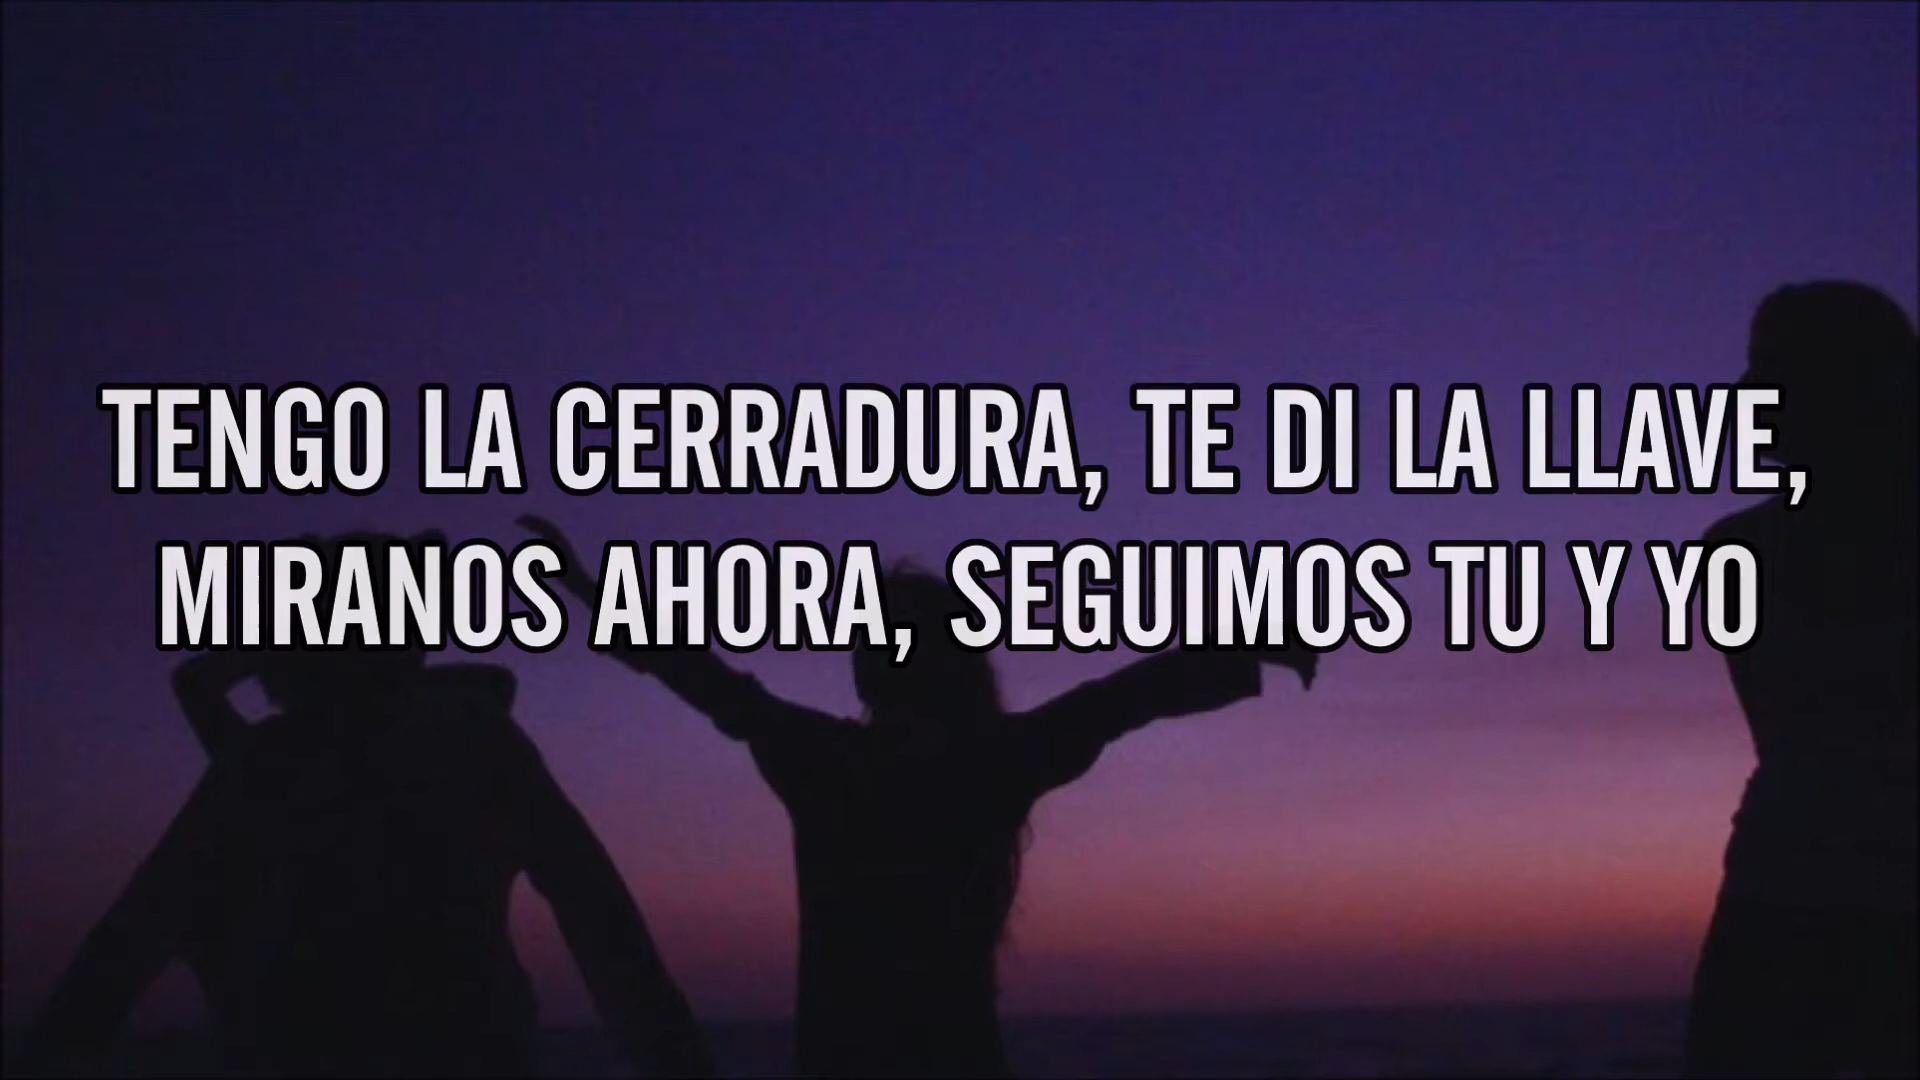 TENGO LA CERRADURA, TE DI LA LLAVE,
MIRANOS AHORA, SEGUIMOS TU Y YO